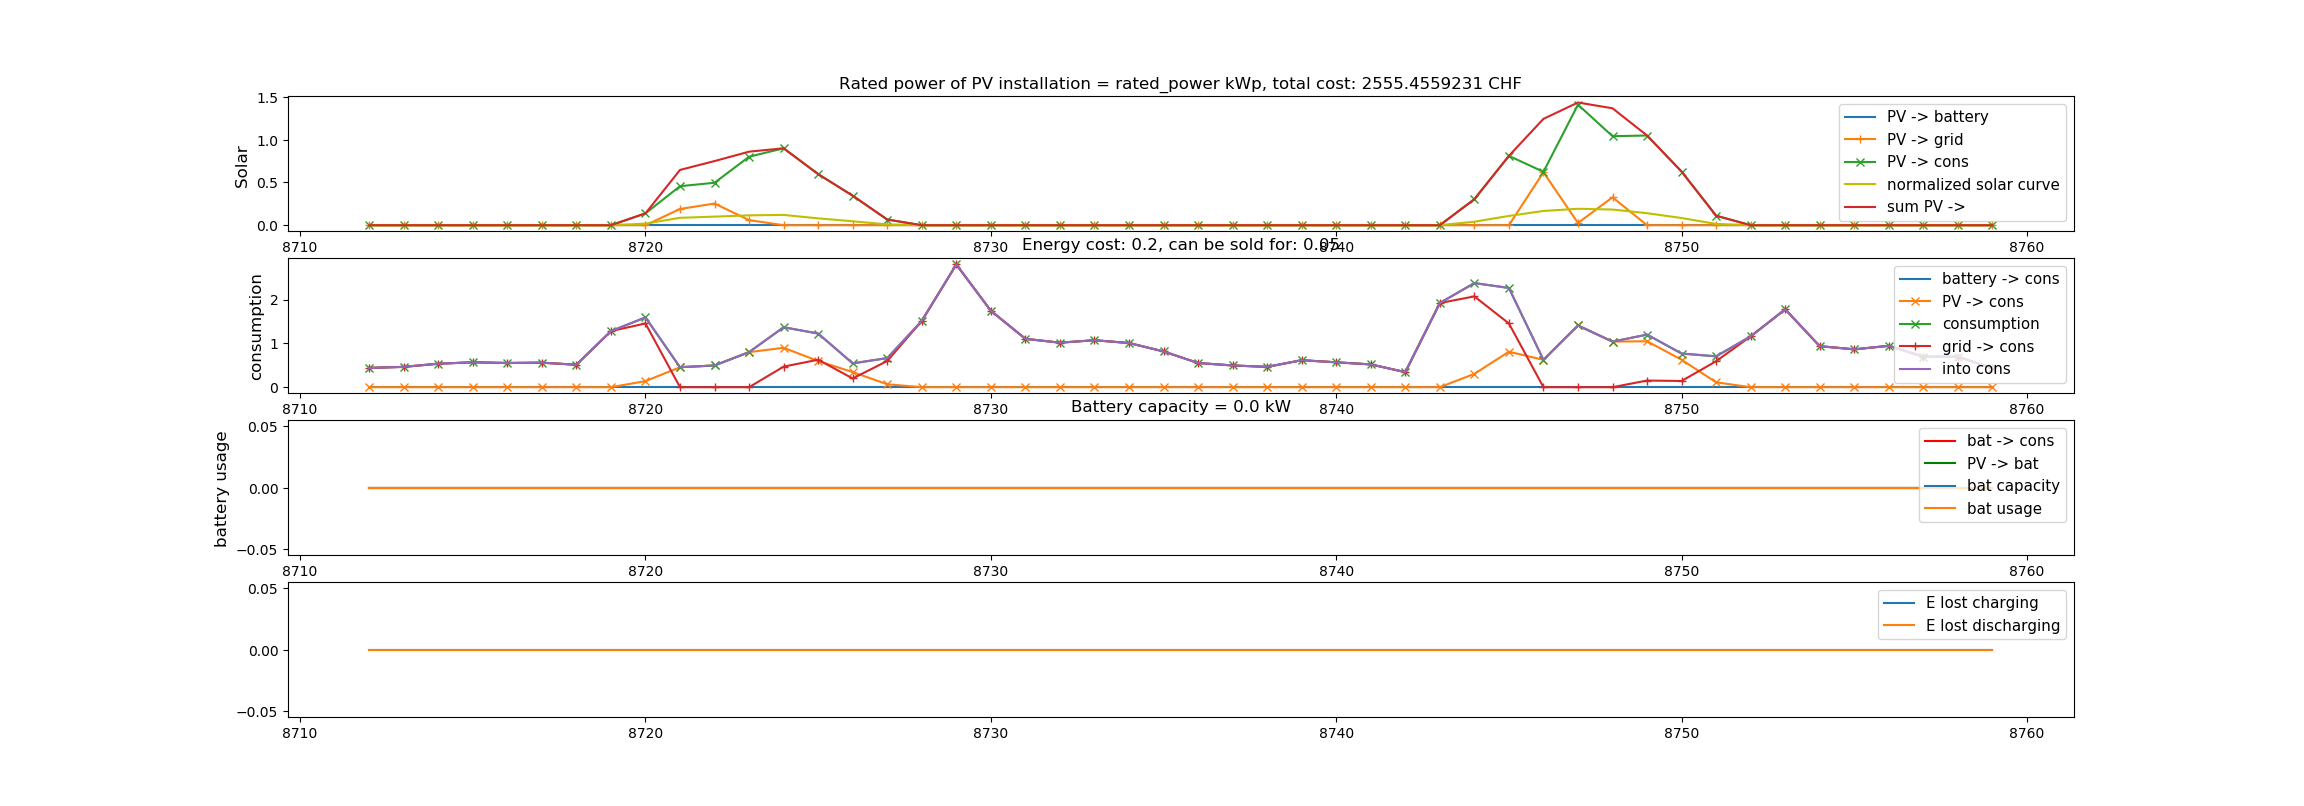 Rated power of PV installation = rated_power kWp, total cost: 2555.4559231 CHF
1.5
1.0
0.5
0.0
Solar
PV -> battery
PV -> grid
PV -> cons
normalized solar curve
sum PV ->
8710 8720 8730 8740 8750 8760
Energy cost: 0.2, can be sold for: 0.05
2
1
0
consumption
battery -> cons
PV -> cons
consumption
grid -> cons
into cons
8710 8720 8730 8740 8750 8760
Battery capacity = 0.0 kW
0.05
0.00
−0.05
battery usage
bat -> cons
PV -> bat
bat capacity
bat usage
8710 8720 8730 8740 8750 8760
0.05
0.00
−0.05
E lost charging
E lost discharging
8710 8720 8730 8740 8750 8760